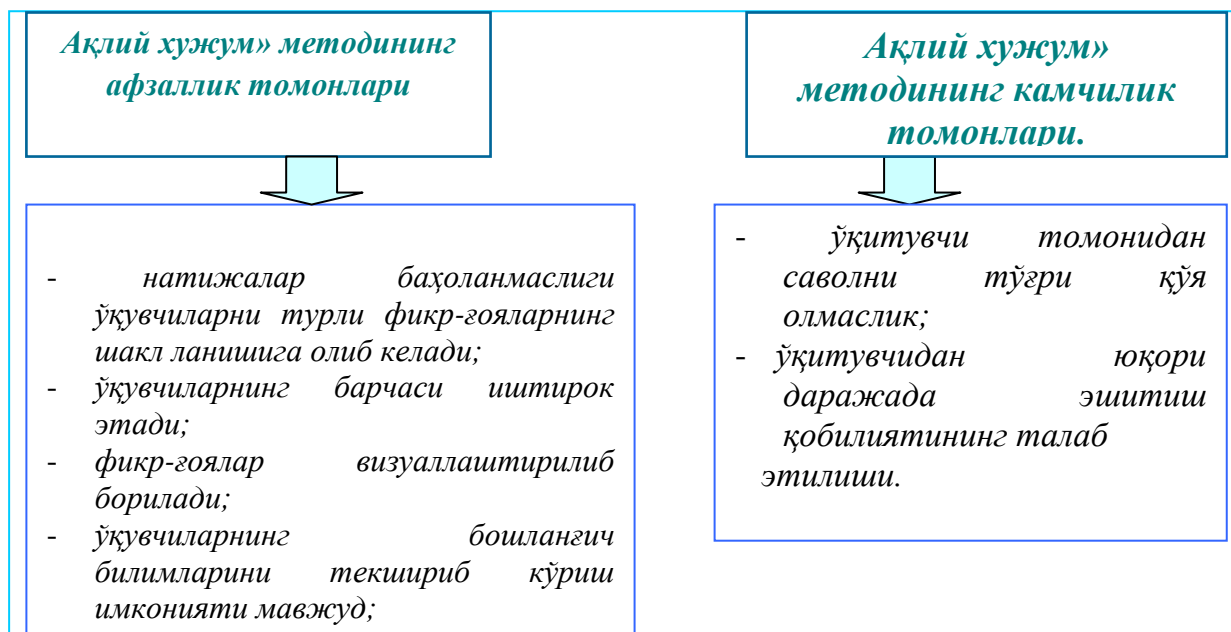 Ақлий хужум» методининг
афзаллик томонлари
- натижалар баҳоланмаслиги
ўқувчиларни турли фикр-ғояларнинг
шакл ланишига олиб келади;
- ўқувчиларнинг барчаси иштирок
этади;
- фикр-ғоялар визуаллаштирилиб
борилади;
- ўқувчиларнинг бошланғич
билимларини текшириб кўриш
имконияти мавжуд;
Ақлий хужум»
методининг камчилик
томонлари.
- ўқитувчи томонидан
саволни тўғри қўя
олмаслик;
- ўқитувчидан юқори
даражада эшитиш
қобилиятининг талаб
этилиши.